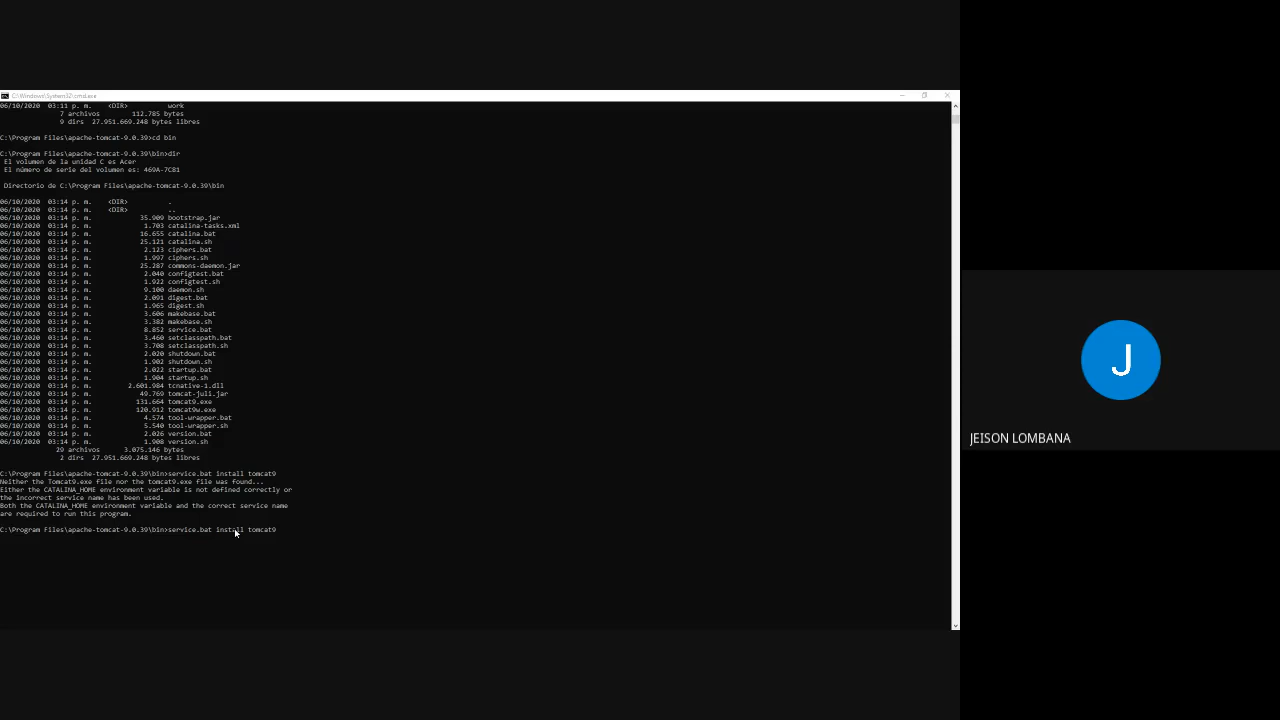 C:\Windows\System32\cmd.exe
06/10/2020  03:11 p. m.    <DIR>          work
7 archivos        112.785 bytes
9 dirs  27.951.669.248 bytes libres
C:\Program Files\apache-tomcat-9.0.39>cd bin
C:\Program Files\apache-tomcat-9.0.39\bin>dir
El volumen de la unidad C es Acer
El número de serie del volumen es: 469A-7C81
Directorio de C:\Program Files\apache-tomcat-9.0.39\bin
06/10/2020  03:14 p. m.    <DIR>          .
06/10/2020  03:14 p. m.    <DIR>          ..
06/10/2020  03:14 p. m.            35.909 bootstrap.jar
06/10/2020  03:14 p. m.             1.703 catalina-tasks.xml
06/10/2020  03:14 p. m.            16.655 catalina.bat
06/10/2020  03:14 p. m.            25.121 catalina.sh
06/10/2020  03:14 p. m.             2.123 ciphers.bat
06/10/2020  03:14 p. m.             1.997 ciphers.sh
06/10/2020  03:14 p. m.            25.287 commons-daemon.jar
06/10/2020  03:14 p. m.             2.040 configtest.bat
06/10/2020  03:14 p. m.             1.922 configtest.sh
06/10/2020  03:14 p. m.             9.100 daemon.sh
06/10/2020  03:14 p. m.             2.091 digest.bat
06/10/2020  03:14 p. m.             1.965 digest.sh
06/10/2020  03:14 p. m.             3.606 makebase.bat
06/10/2020  03:14 p. m.             3.382 makebase.sh
06/10/2020  03:14 p. m.             8.852 service.bat
06/10/2020  03:14 p. m.             3.460 setclasspath.bat
06/10/2020  03:14 p. m.             3.708 setclasspath.sh
06/10/2020  03:14 p. m.             2.020 shutdown.bat
06/10/2020  03:14 p. m.             1.902 shutdown.sh
06/10/2020  03:14 p. m.             2.022 startup.bat
06/10/2020  03:14 p. m.             1.904 startup.sh
06/10/2020  03:14 p. m.         2.601.984 tcnative-1.dll
06/10/2020  03:14 p. m.            49.769 tomcat-juli.jar
06/10/2020  03:14 p. m.           131.664 tomcat9.exe
06/10/2020  03:14 p. m.           120.912 tomcat9w.exe
06/10/2020  03:14 p. m.             4.574 tool-wrapper.bat
06/10/2020  03:14 p. m.             5.540 tool-wrapper.sh
06/10/2020  03:14 p. m.             2.026 version.bat
06/10/2020  03:14 p. m.             1.908 version.sh
29 archivos      3.075.146 bytes
2 dirs  27.951.669.248 bytes libres
C:\Program Files\apache-tomcat-9.0.39\bin>service.bat install tomcat9
Neither the Tomcat9.exe file nor the tomcat9.exe file was found...
Either the CATALINA_HOME environment variable is not defined correctly or
the incorrect service name has been used.
Both the CATALINA_HOME environment variable and the correct service name
are required to run this program.
C:\Program Files\apache-tomcat-9.0.39\bin>service.bat install tomcat9
J
JEISON LOMBANA